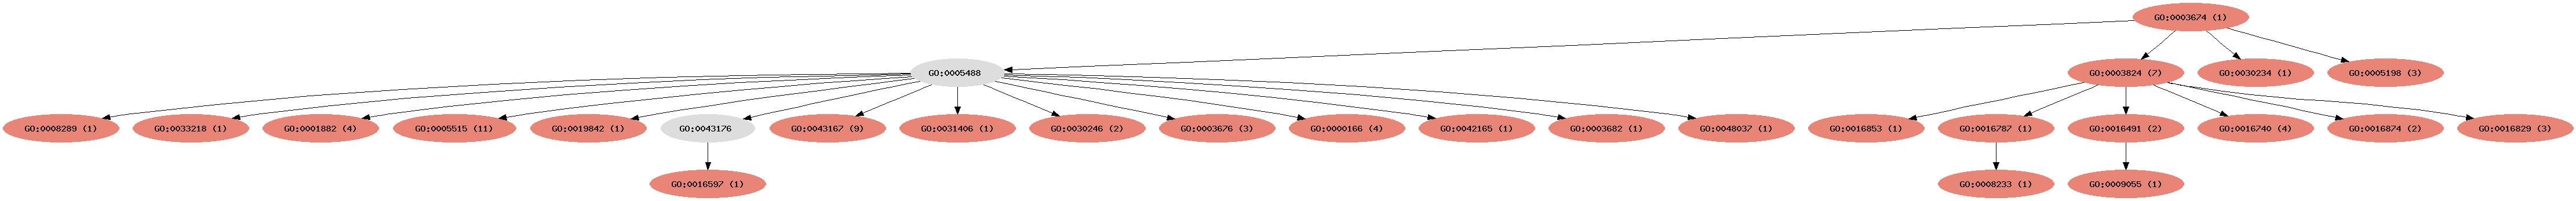 GO:0003674 (1)
GO:0005488
GO:0003824 (7)
GO:0030234 (1)
GO:0005198 (3)
GO:0008289 (1)
GO:0033218 (1)
GO:0001882 (4)
GO:0005515 (11)
GO:0019842 (1)
GO:0043176
GO:0043167 (9)
GO:0031406 (1)
GO:0030246 (2)
GO:0003676 (3)
GO:0000166 (4)
GO:0042165 (1)
GO:0003682 (1)
GO:0048037 (1)
GO:0016853 (1)
GO:0016787 (1)
GO:0016491 (2)
GO:0016740 (4)
GO:0016874 (2)
GO:0016829 (3)
GO:0016597 (1)
GO:0008233 (1)
GO:0009055 (1)